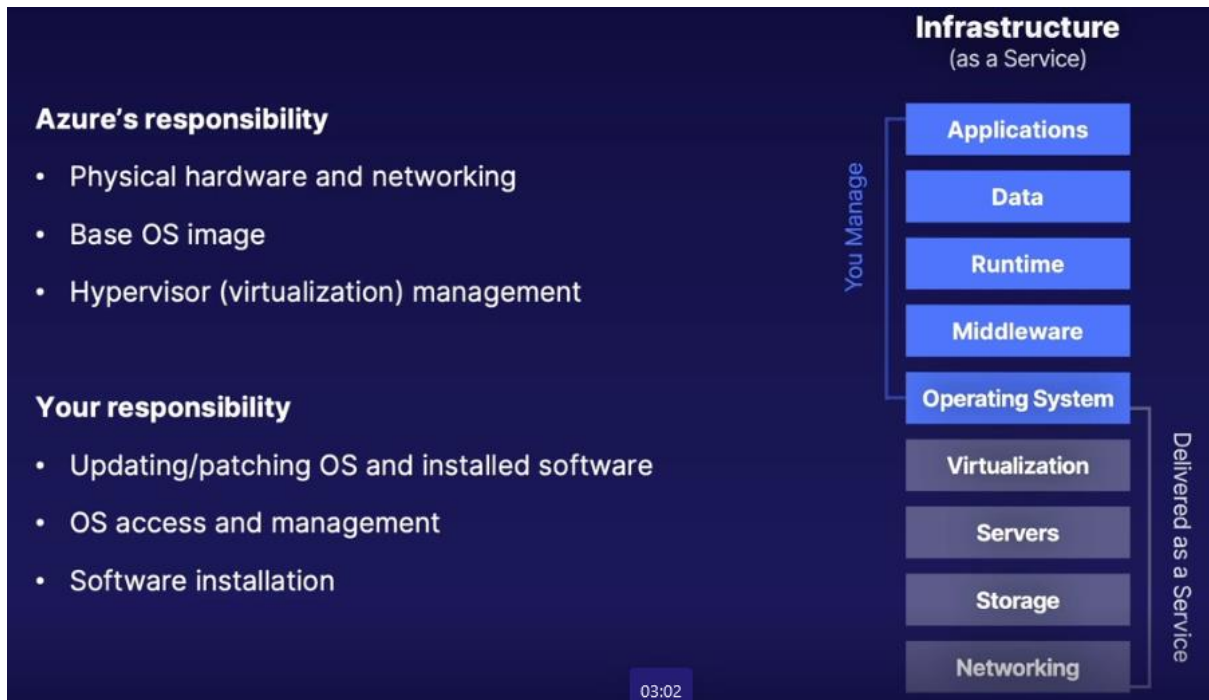 Infrastructure
(as a Service)
Azure's responsibility
• Physical hardware and networking
• Base OS image
• Hypervisor (virtualization) management
Your responsibility
• Updating/patching OS and installed software
• OS access and management
• Software installation
You Manage
Applications
Data
Runtime
Middleware
Operating System
Virtualization
Servers
Storage
Networking
Delivered as a Service
03:02